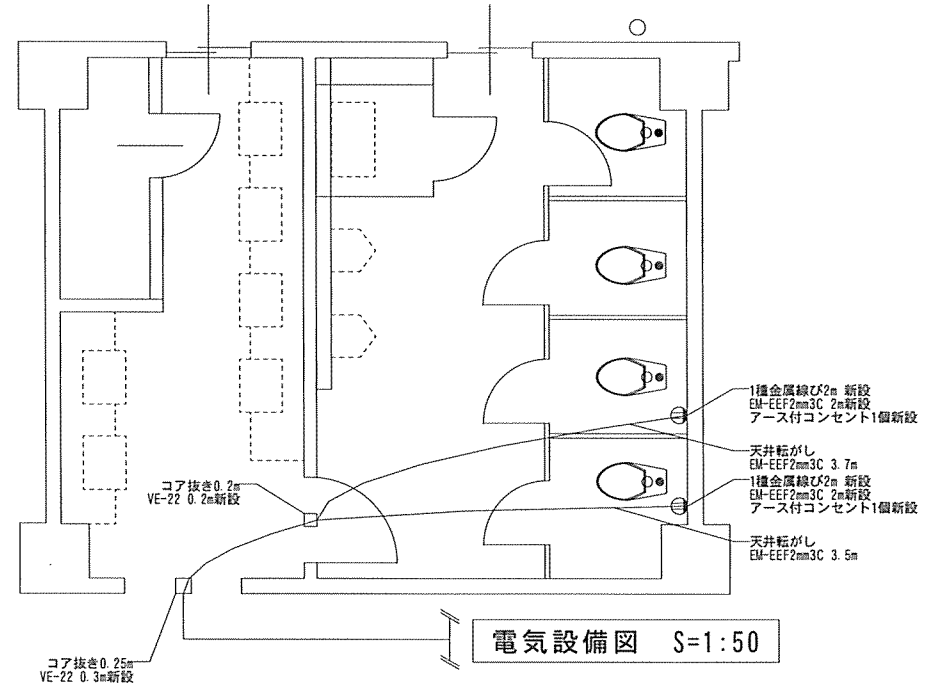 1種金属線ぴ2m 新設
EM-EEF2mm3C 2m新設
アース付コンセント1個新設
天井転がし
EM-EEF2mm3C 3.7m
1種金属線ぴ2m 新設
EM-EEF2mm3C 2m新設
アース付コンセント1個新設
天井転がし
EM-EEF2mm3C 3.5m
コア抜き0.2m
VE-22 0.2m新設
コア抜き0.25m
VE-22 0.3m新設
電気設備図 S=1:50